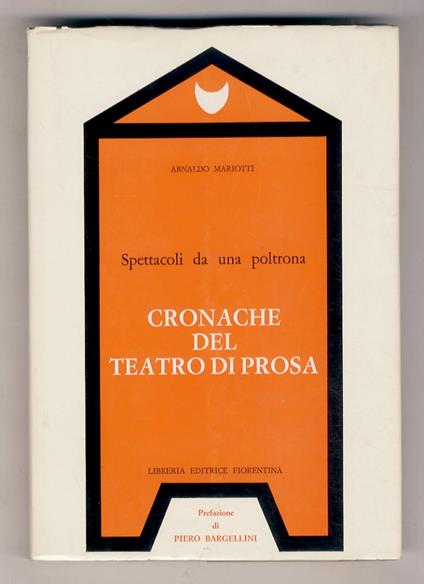 ARNALDO MARIOTTI
Spettacoli da una poltrona
CRONACHE
DEL
TEATRO DI PROSA
LIBRERIA EDITRICE FIORENTINA
Prefazione
di
PIERO BARGELLINI